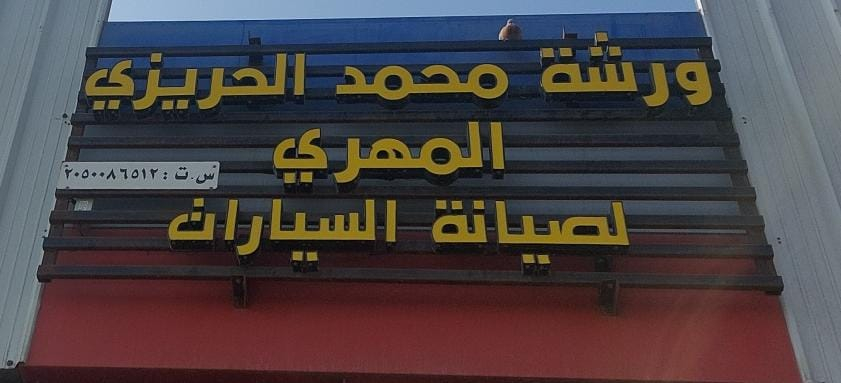 ورشة محمد الحريزي
المهري
س.ت : ٢٠٥٠٠٨٦٥١٢
لصيانة السيارات